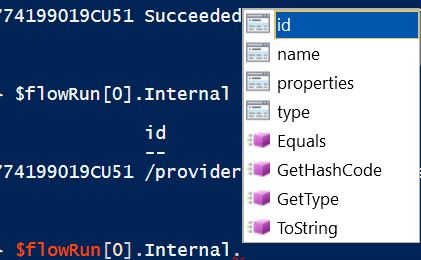 774199019CU51 Succeeded
> $flowRun[0].Internal
id
--
774199019CU51 /provider
> $flowRun[0].Internal.
id
name
properties
type
Equals
GetHashCode
GetType
ToString